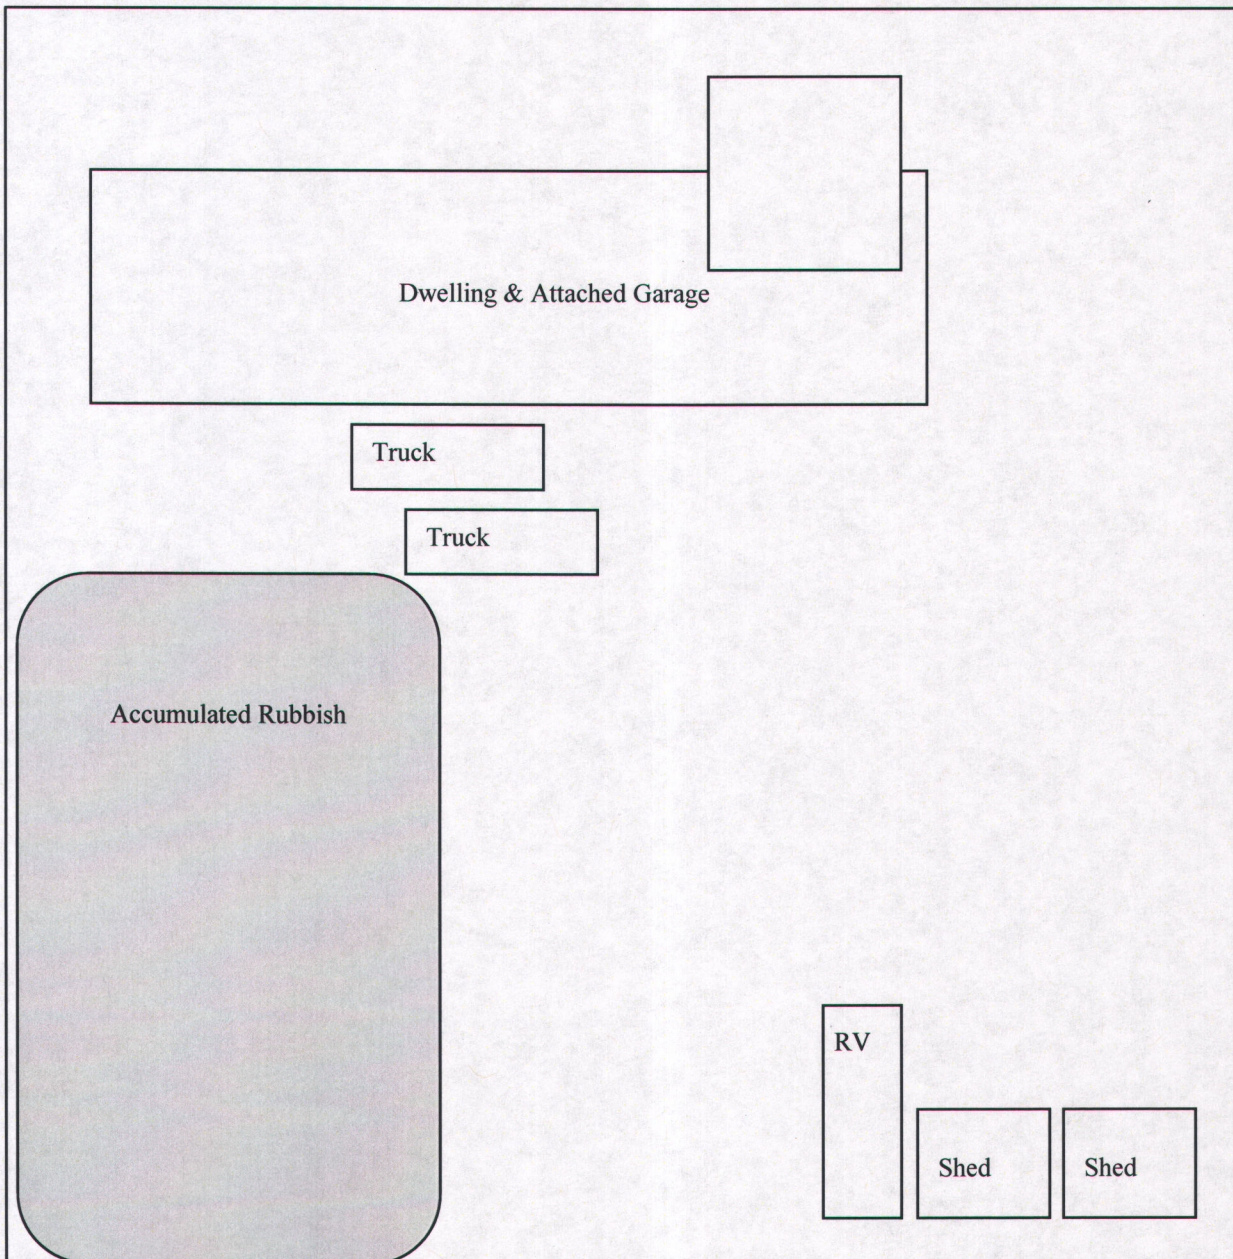 Dwelling & Attached Garage
Truck
Truck
Accumulated Rubbish
RV
Shed
Shed